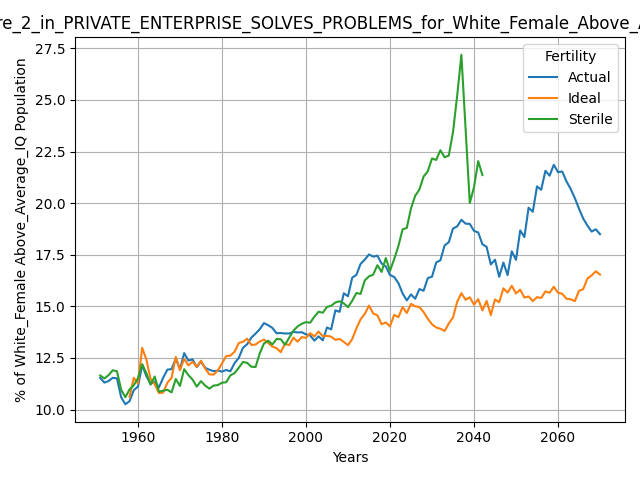 re_2_in_PRIVATE_ENTERPRISE_SOLVES_PROBLEMS_for_White_Female_Above_A
27.5
25.0
22.5
20.0
17.5
15.0
12.5
10.0
% of White_Female Above_Average_IQ Population
Fertility
Actual
Ideal
Sterile
1960
1980
2000
2020
2040
2060
Years